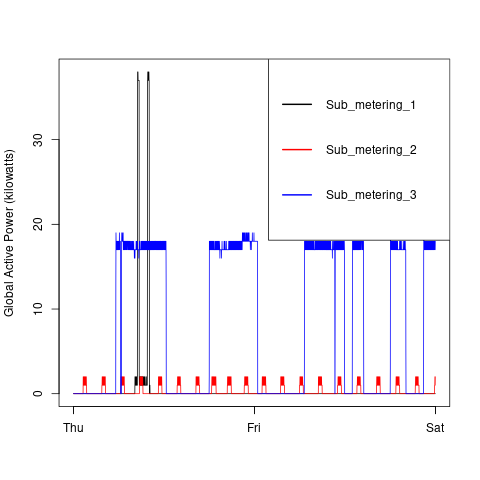 Global Active Power (kilowatts)
30
20
10
0
Sub_metering_1
Sub_metering_2
Sub_metering_3
Thu
Fri
Sat